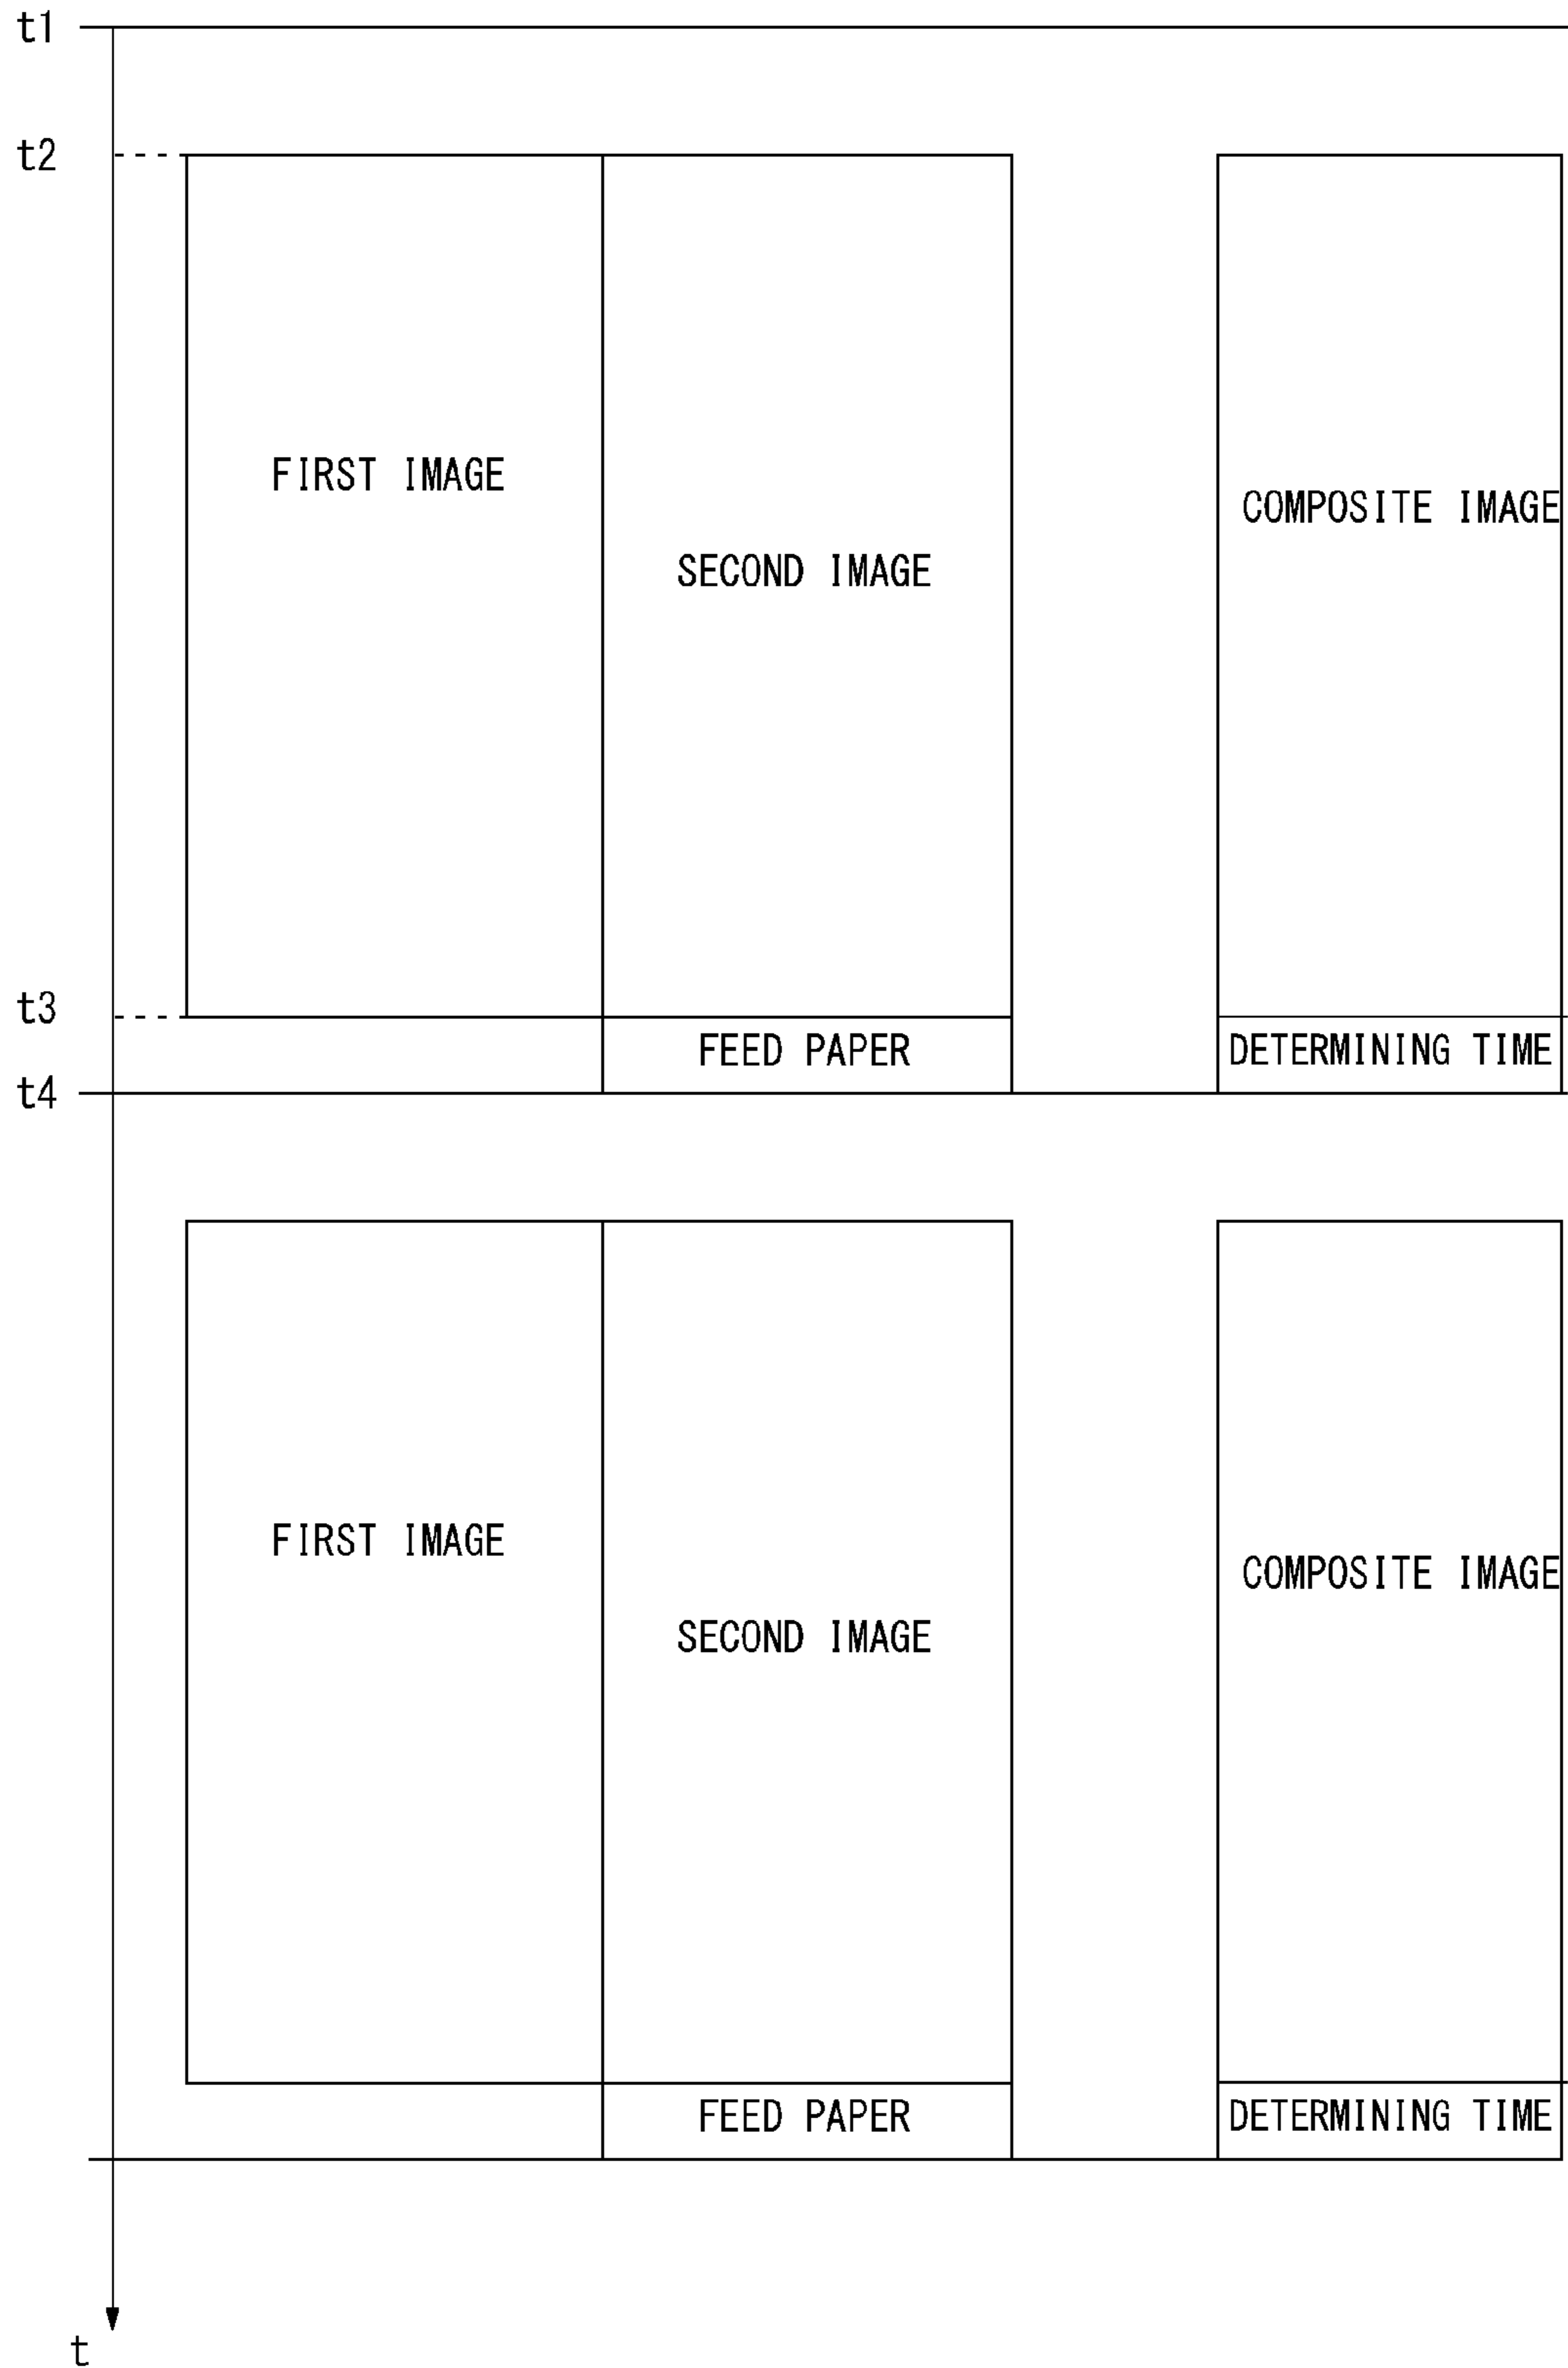 t1
t2
FIRST IMAGE
COMPOSITE IMAGE
SECOND IMAGE
t3
FEED PAPER
DETERMINING TIME
t4
FIRST IMAGE
COMPOSITE IMAGE
SECOND IMAGE
FEED PAPER
DETERMINING TIME
t